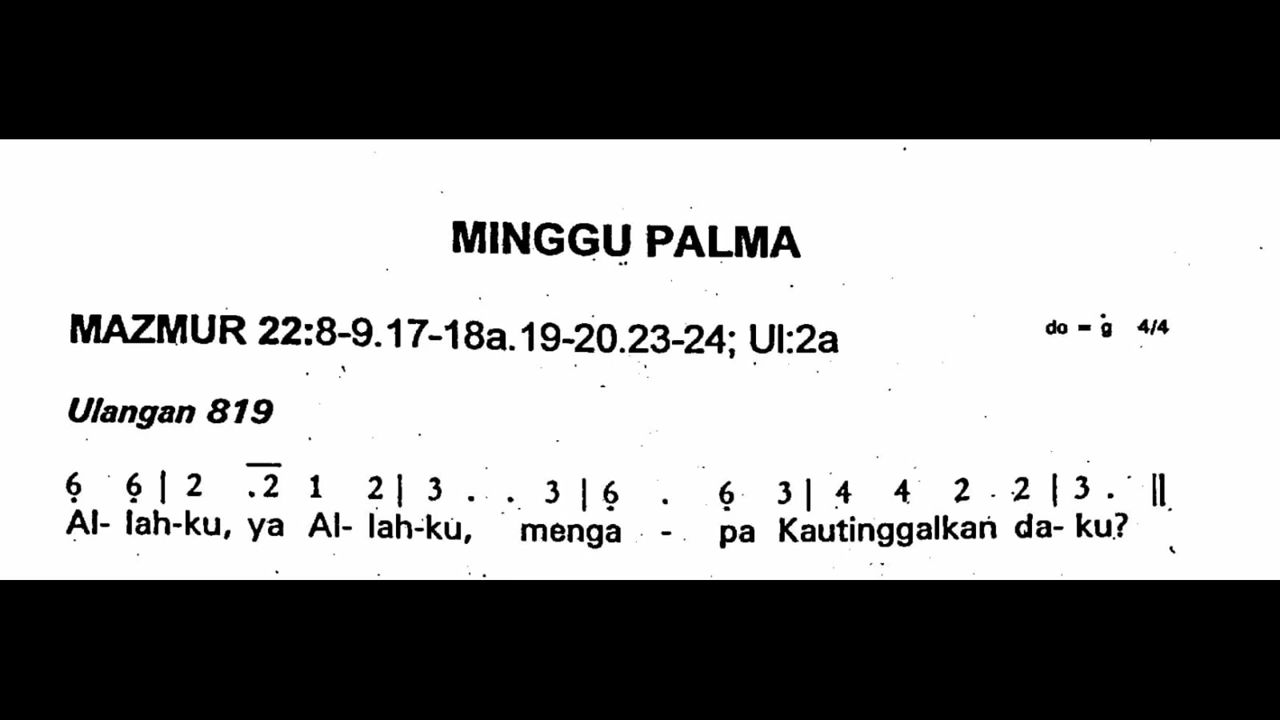 MINGGU PALMA
MAZMUR 22:8-9.17-18a.19-20.23-24; Ul:2a do = g 4/4
Ulangan 819
6̣ 6̣ | 2 .2 1 2 | 3 . . 3 | 6̣ . 6̣ 3 | 4 4 2 2 | 3 . ||
Al- lah-ku, ya Al- lah-ku, menga - pa Kautinggalkan da- ku?